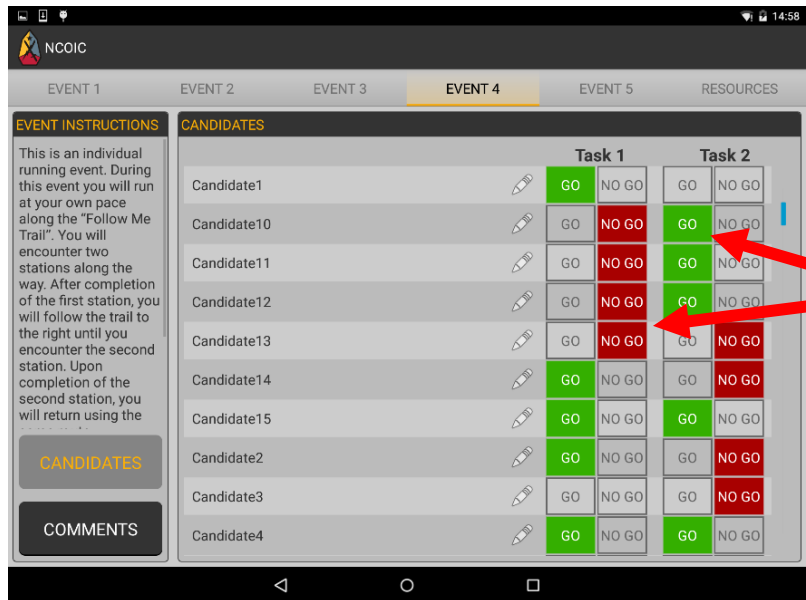 14:58
NCOIC
EVENT 1 EVENT 2 EVENT 3 EVENT 4 EVENT 5 RESOURCES
EVENT INSTRUCTIONS
This is an individual
running event. During
this event you will run
at your own pace
along the “Follow Me
Trail”. You will
encounter two
stations along the
way. After completion
of the first station, you
will follow the trail to
the right until you
encounter the second
station. Upon
completion of the
second station, you
will return using the
CANDIDATES
COMMENTS
CANDIDATES
Task 1 Task 2
Candidate1 GO NO GO GO NO GO
Candidate10 GO NO GO GO NO GO
Candidate11 GO NO GO GO NO GO
Candidate12 GO NO GO GO NO GO
Candidate13 GO NO GO GO NO GO
Candidate14 GO NO GO GO NO GO
Candidate15 GO NO GO GO NO GO
Candidate2 GO NO GO GO NO GO
Candidate3 GO NO GO GO NO GO
Candidate4 GO NO GO GO NO GO